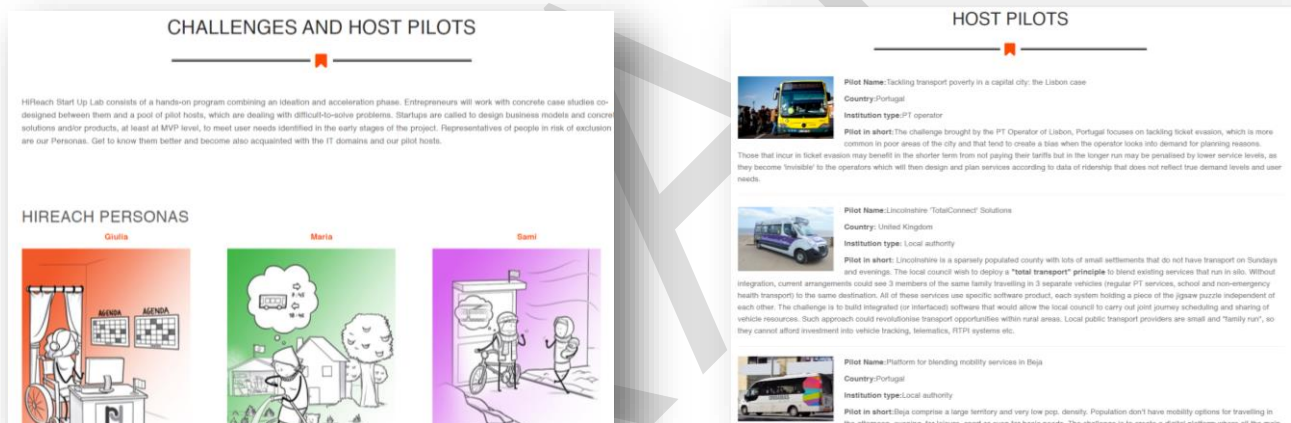 CHALLENGES AND HOST PILOTS
HiReach Start Up Lab consists of a hands-on program combining an ideation and acceleration phase. Entrepreneurs will work with concrete case studies co-
designed between them and a pool of pilot hosts, which are dealing with difficult-to-solve problems. Startups are called to design business models and concre
solutions and/or products, at least at MVP level, to meet user needs identified in the early stages of the project. Representatives of people in risk of exclusion
are our Personas. Get to know them better and become also acquainted with the IT domains and our pilot hosts.
HIREACH PERSONAS
Giulia
Maria
Sami
AGENDA
AGENDA
HOST PILOTS
Pilot Name:Tackling transport poverty in a capital city: the Lisbon case
Country:Portugal
Institution type:PT operator
Pilot in short:The challenge brought by the PT Operator of Lisbon, Portugal focuses on tackling ticket evasion, which is more
common in poor areas of the city and that tend to create a bias when the operator looks into demand for planning reasons.
Those that incur in ticket evasion may benefit in the shorter term from not paying their tariffs but in the longer run may be penalised by lower service levels, as
they become 'invisible' to the operators which will then design and plan services according to data of ridership that does not reflect true demand levels and user
needs.
Pilot Name:Lincolnshire 'TotalConnect' Solutions
Country: United Kingdom
Institution type: Local authority
Pilot in short: Lincolnshire is a sparsely populated county with lots of small settlements that do not have transport on Sundays
and evenings. The local council wish to deploy a "total transport" principle to blend existing services that run in silo. Without
integration, current arrangements could see 3 members of the same family travelling in 3 separate vehicles (regular PT services, school and non-emergency
health transport) to the same destination. All of these services use specific software product, each system holding a piece of the jigsaw puzzle independent of
each other. The challenge is to build integrated (or interfaced) software that would allow the local council to carry out joint journey scheduling and sharing of
vehicle resources. Such approach could revolutionise transport opportunities within rural areas. Local public transport providers are small and "family run", so
they cannot afford investment into vehicle tracking, telematics, RTPI systems etc.
Pilot Name:Platform for blending mobility services in Beja
Country:Portugal
Institution type:Local authority
Pilot in short:Beja comprise a large territory and very low pop. density. Population don't have mobility options for travelling in